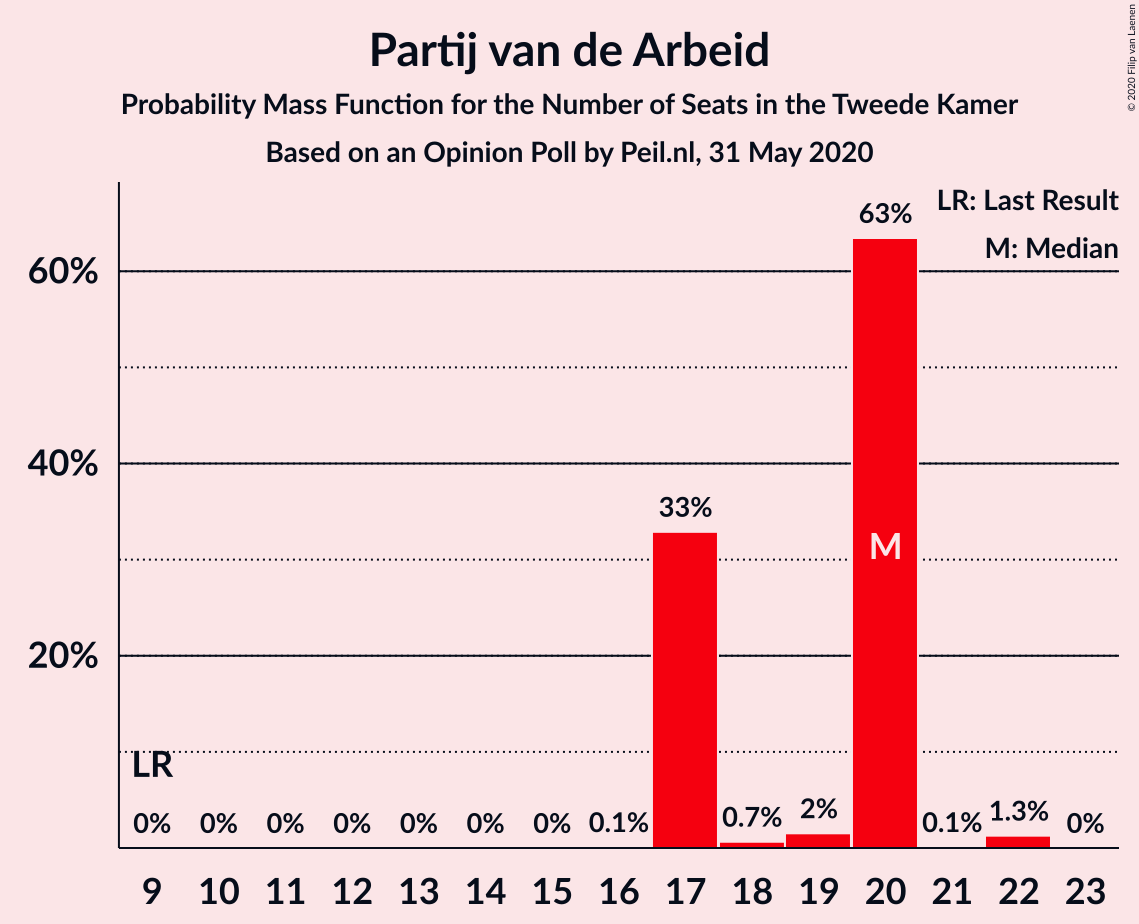 Partij van de Arbeid
Probability Mass Function for the Number of Seats in the Tweede Kamer
Based on an Opinion Poll by Peil.nl, 31 May 2020
© 2020 Filip van Laenen
LR: Last Result
M: Median
60%
40%
20%
63%
33%
M
LR
0% 0% 0% 0% 0% 0% 0% 0.1% 0.7% 2% 0.1% 1.3% 0%
9 10 11 12 13 14 15 16 17 18 19 20 21 22 23